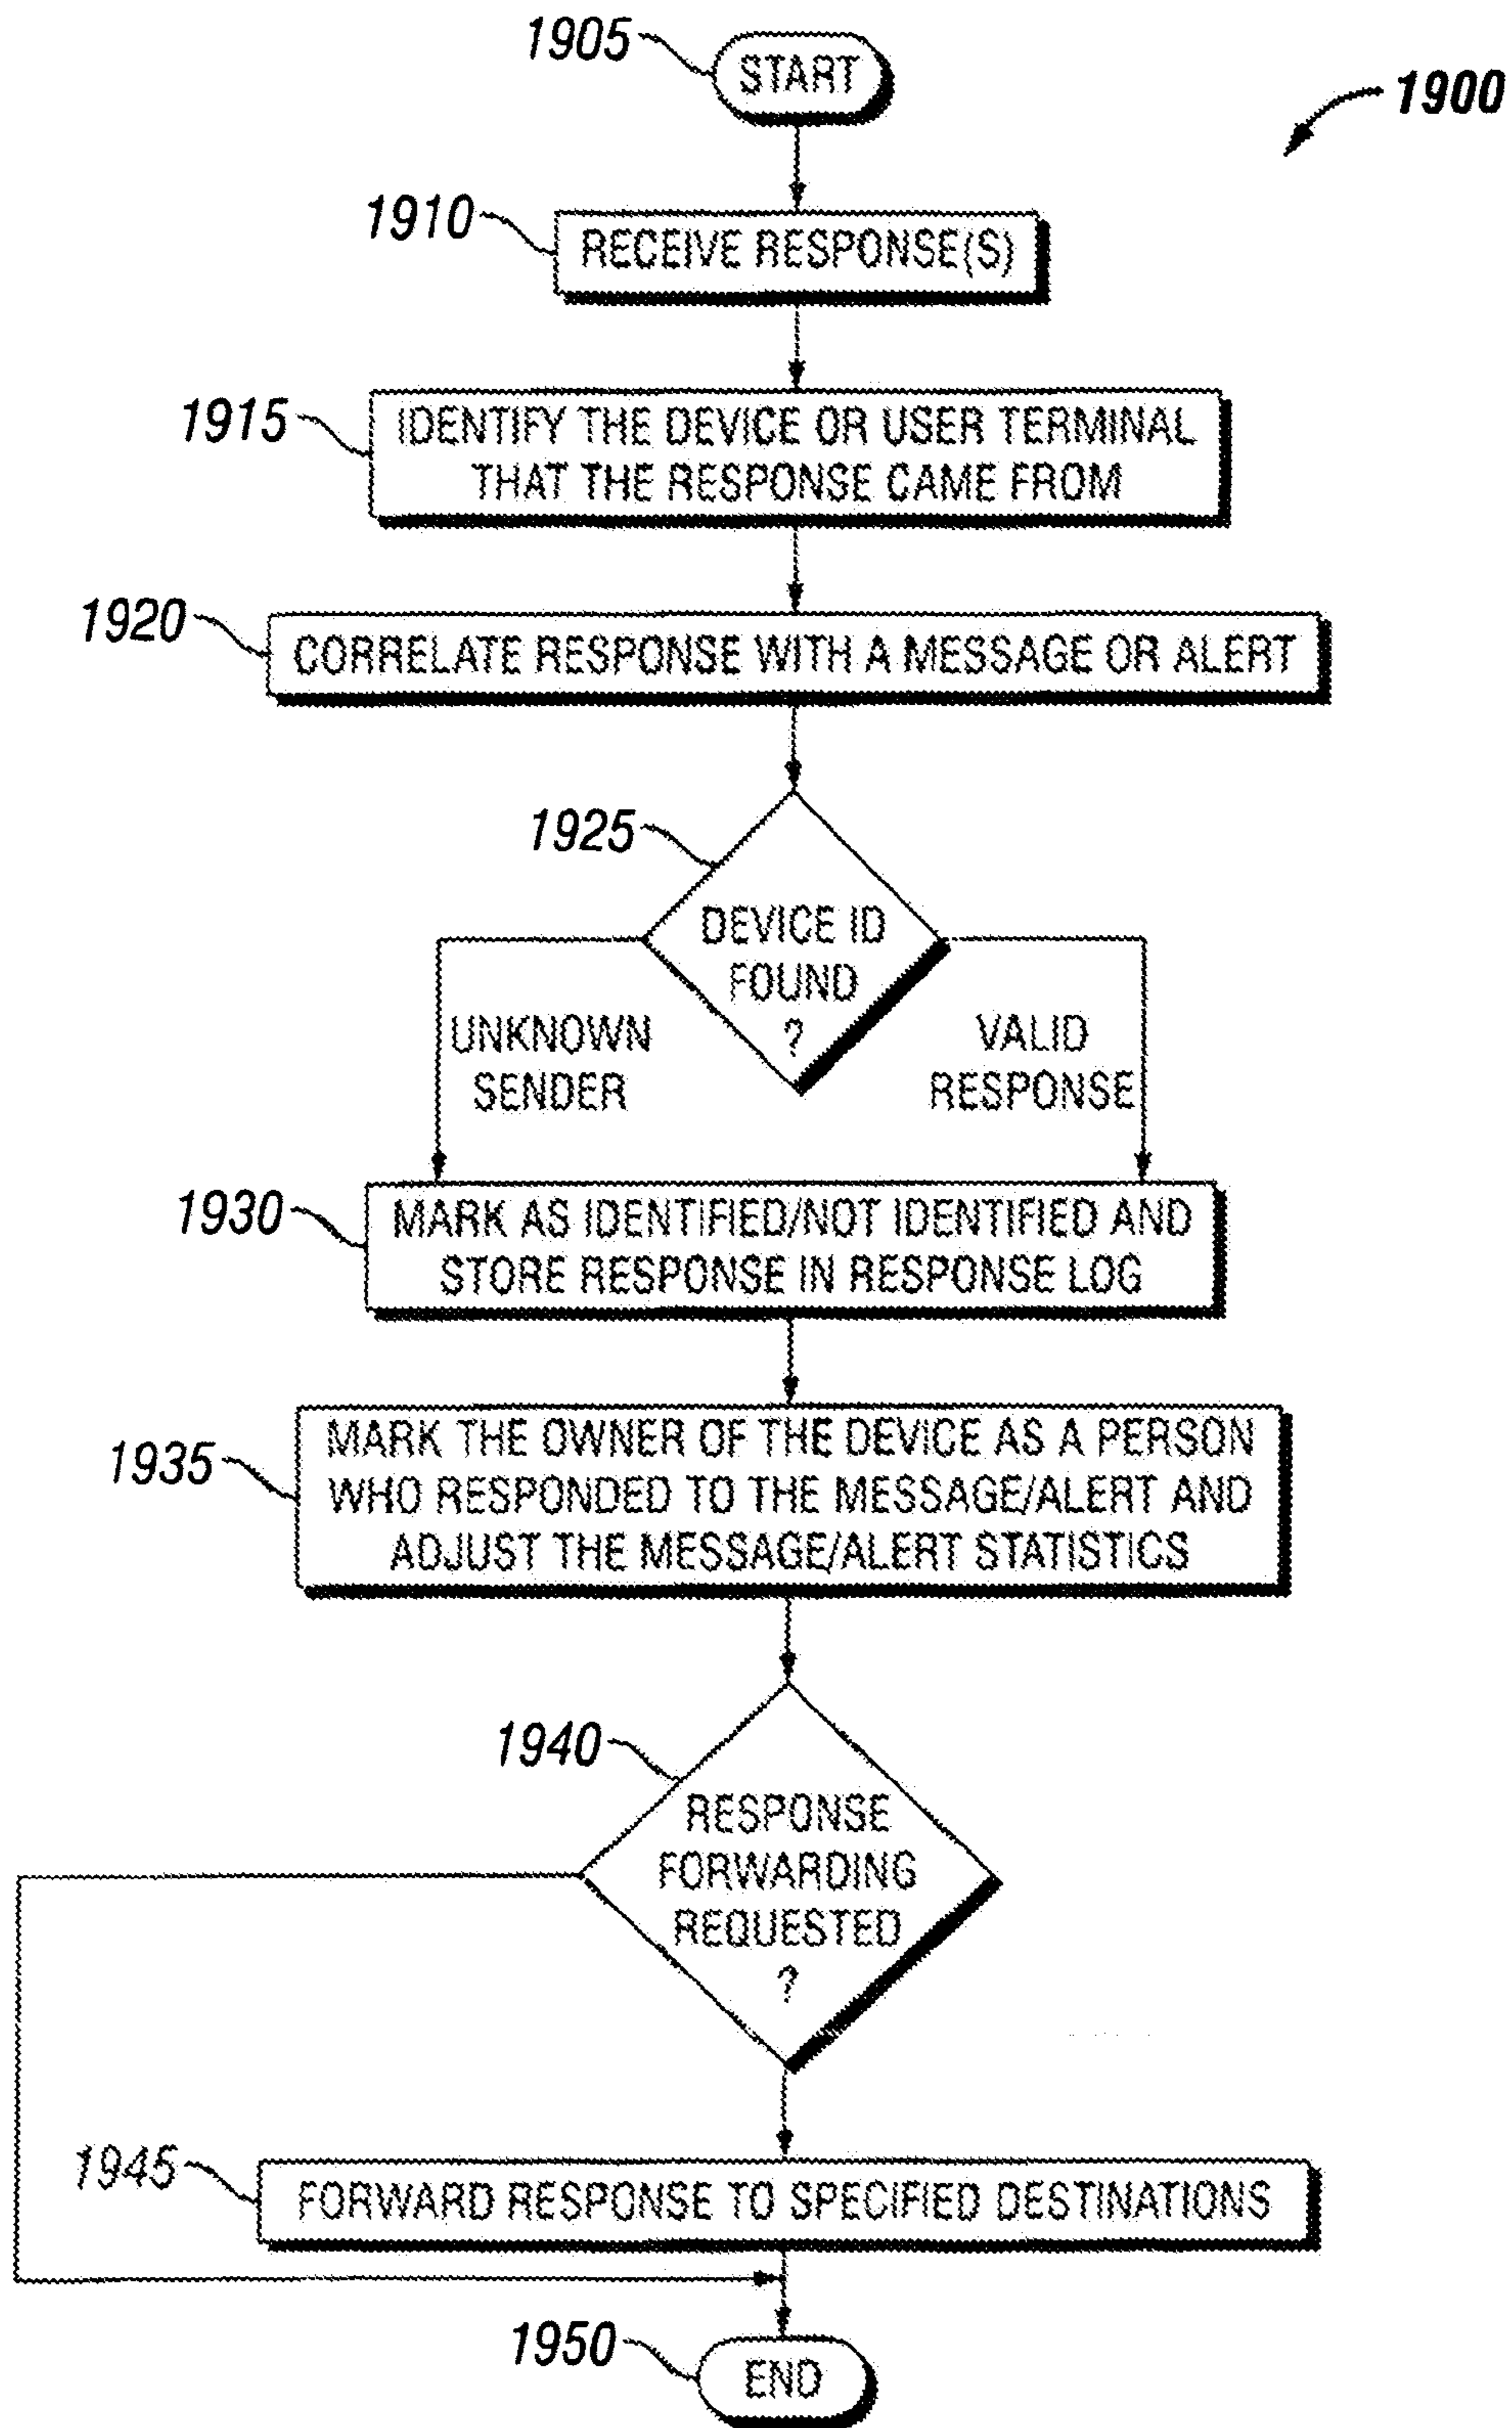 1905
START
1900
1910
RECEIVE RESPONSE(S)
1915
IDENTIFY THE DEVICE OR USER TERMINAL
THAT THE RESPONSE CAME FROM
1920
CORRELATE RESPONSE WITH A MESSAGE OR ALERT
1925
DEVICE ID
FOUND
?
UNKNOWN
SENDER
VALID
RESPONSE
1930
MARK AS IDENTIFIED/NOT IDENTIFIED AND
STORE RESPONSE IN RESPONSE LOG
1935
MARK THE OWNER OF THE DEVICE AS A PERSON
WHO RESPONDED TO THE MESSAGE/ALERT AND
ADJUST THE MESSAGE/ALERT STATISTICS
1940
RESPONSE
FORWARDING
REQUESTED
?
1945
FORWARD RESPONSE TO SPECIFIED DESTINATIONS
1950
END